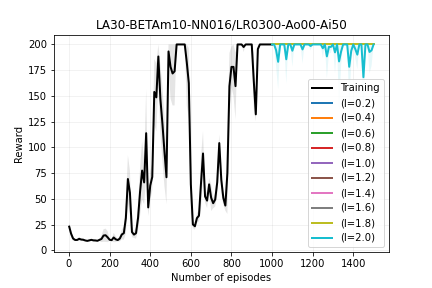 LA30-BETAm10-NN016/LR0300-Ao00-Ai50
Reward
200
175
150
125
100
75
50
25
0
0
200
400
600
800
1000
1200
1400
Number of episodes
Training
(l=0.2)
(l=0.4)
(l=0.6)
(l=0.8)
(l=1.0)
(l=1.2)
(l=1.4)
(l=1.6)
(l=1.8)
(l=2.0)